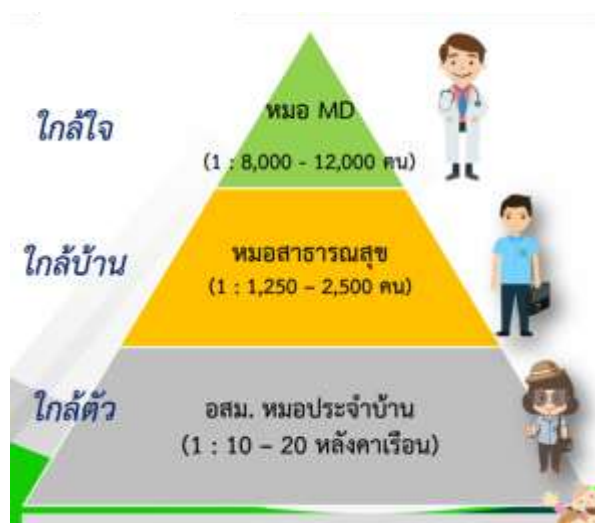 ใกล้ใจ
หมอ MD
(1 : 8,000 - 12,000 คน)
ใกล้บ้าน
หมอสาธารณสุข
(1 : 1,250 – 2,500 คน)
ใกล้ตัว
อสม. หมอประจำบ้าน
(1 : 10 – 20 หลังคาเรือน)